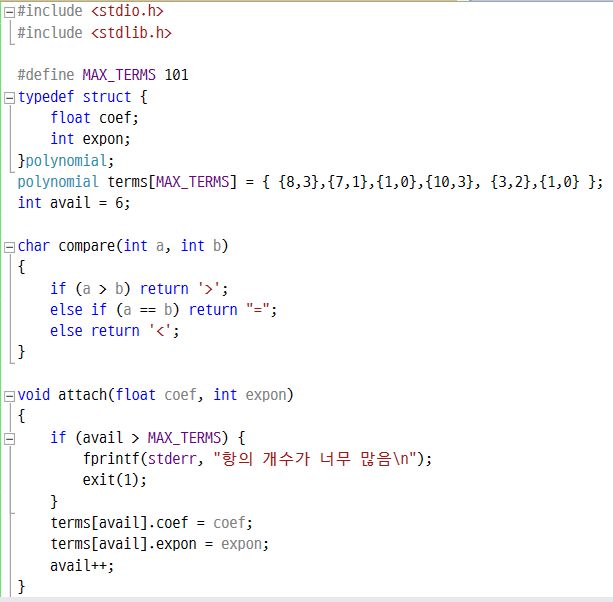 #include <stdio.h>
#include <stdlib.h>
#define MAX_TERMS 101
typedef struct {
float coef;
int expon;
}polynomial;
polynomial terms[MAX_TERMS] = { {8,3},{7,1},{1,0},{10,3}, {3,2},{1,0} };
int avail = 6;
char compare(int a, int b)
{
if (a > b) return '>';
else if (a == b) return "=";
else return '<';
}
void attach(float coef, int expon)
{
if (avail > MAX_TERMS) {
fprintf(stderr, "항의 개수가 너무 많음\n");
exit(1);
}
terms[avail].coef = coef;
terms[avail].expon = expon;
avail++;
}